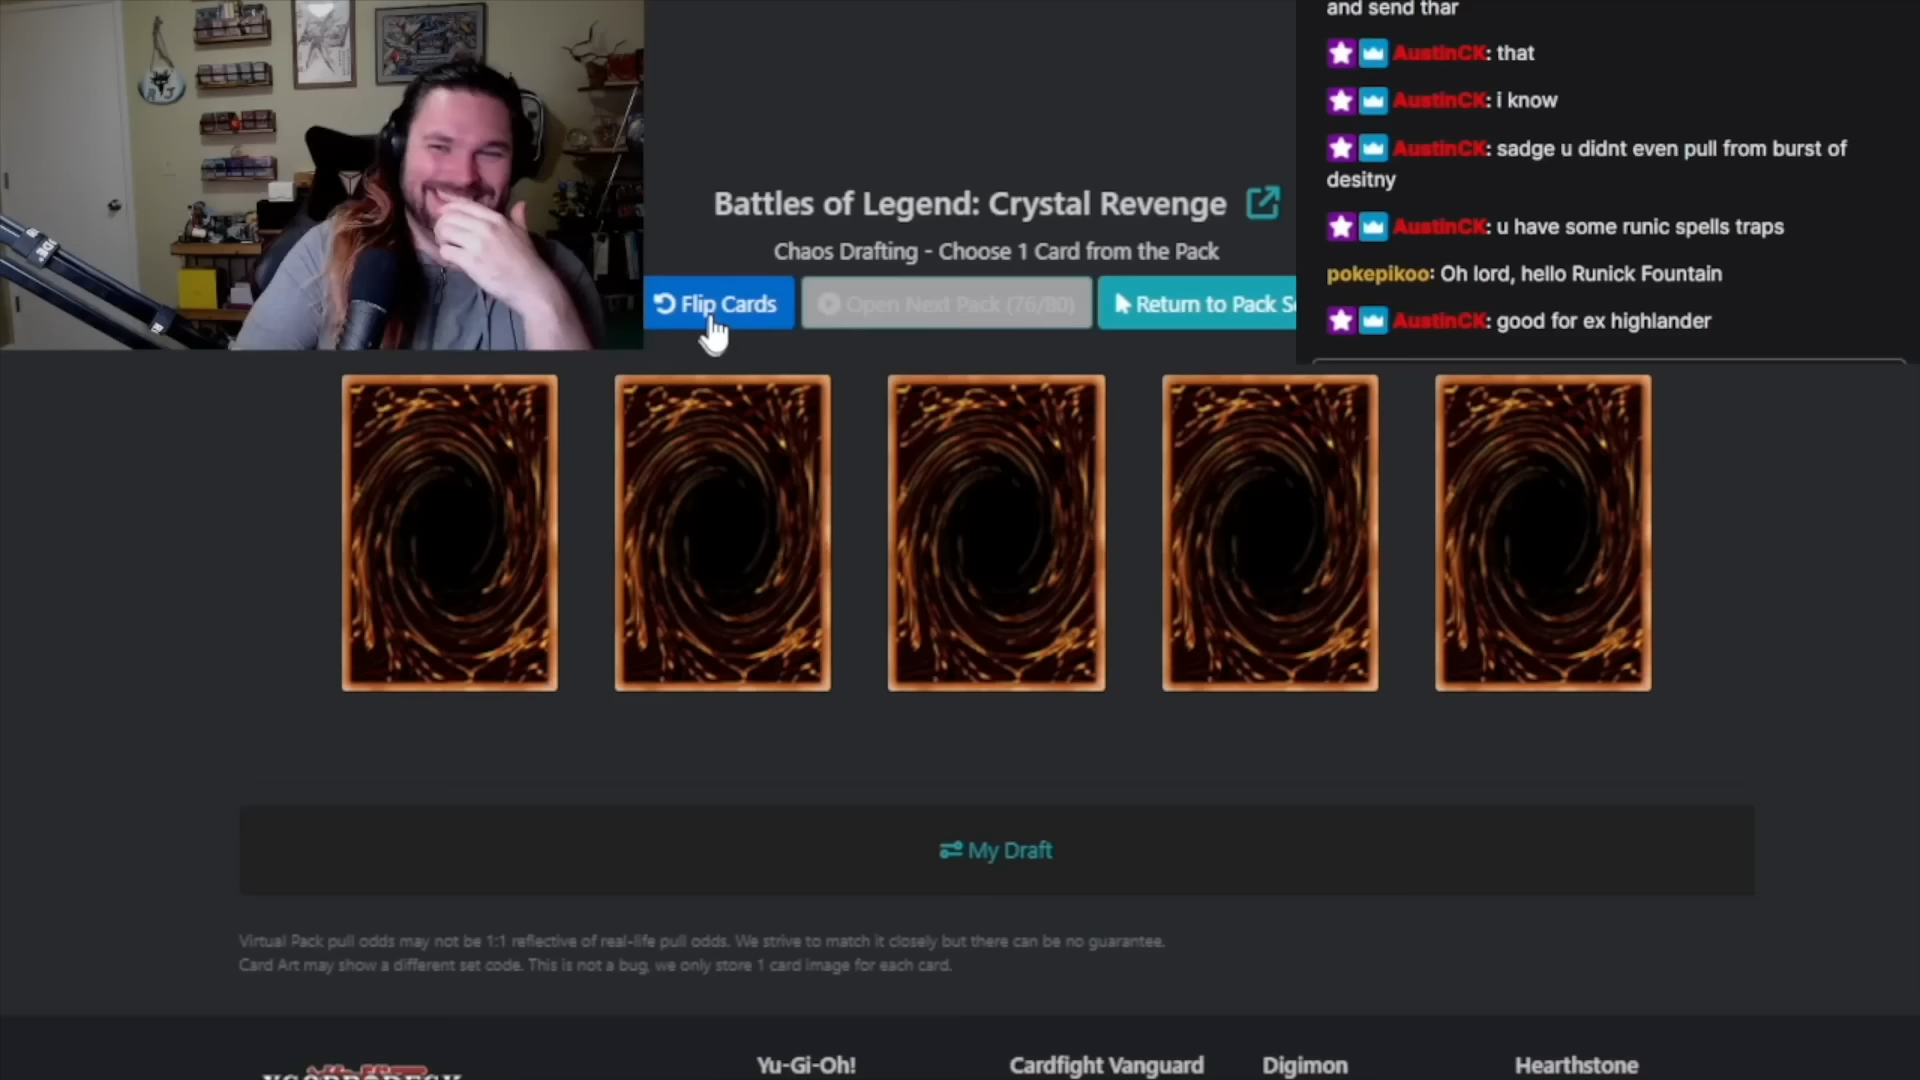 and send thar
AustinCK: that
AustinCK: i know
AustinCK: sadge u didnt even pull from burst of
desitny
AustinCK: u have some runic spells traps
pokepikoo: Oh lord, hello Runick Fountain
AustinCK: good for ex highlander
Battles of Legend: Crystal Revenge
Chaos Drafting - Choose 1 Card from the Pack
Flip Cards
Open Next Pack (76/80)
Return to Pack S
My Draft
Virtual Pack pull odds may not be 1:1 reflective of real-life pull odds. We strive to match it closely but there can be no guarantee.
Card Art may show a different set code. This is not a bug, we only store 1 card image for each card.
Yu-Gi-Oh!
Cardfight Vanguard
Digimon
Hearthstone